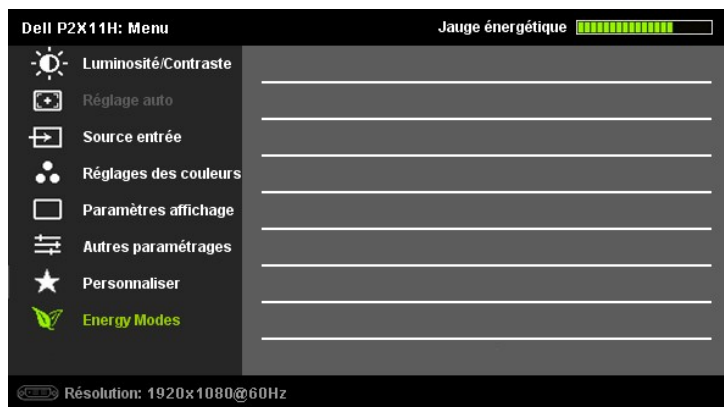 Dell P2X11H: Menu
Jauge énergétique
Luminosité/Contraste
Réglage auto
Source entrée
Réglages des couleurs
Paramètres affichage
Autres paramétrages
Personnaliser
Energy Modes
Résolution: 1920x1080@60Hz